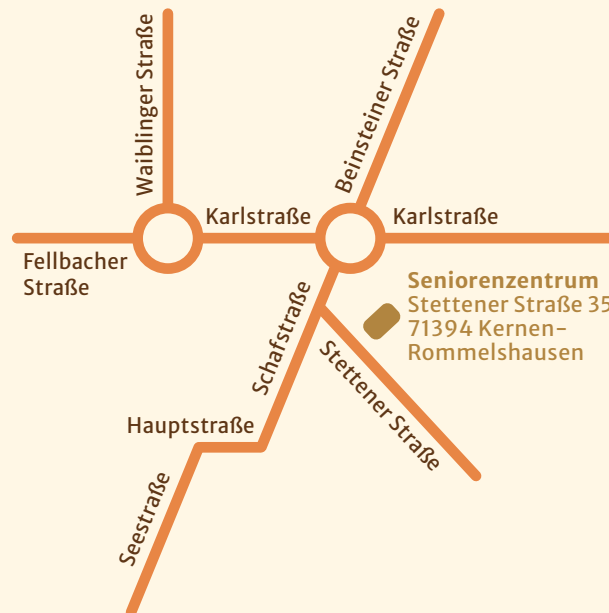 Waiblinger Straße
Beinsteiner Straße
Karlstraße
Karlstraße
Fellbacher
Straße
Seniorenzentrum
Stettener Straße 35
71394 Kernen-
Rommelshausen
Schafstraße
Stettener Straße
Hauptstraße
Seestraße